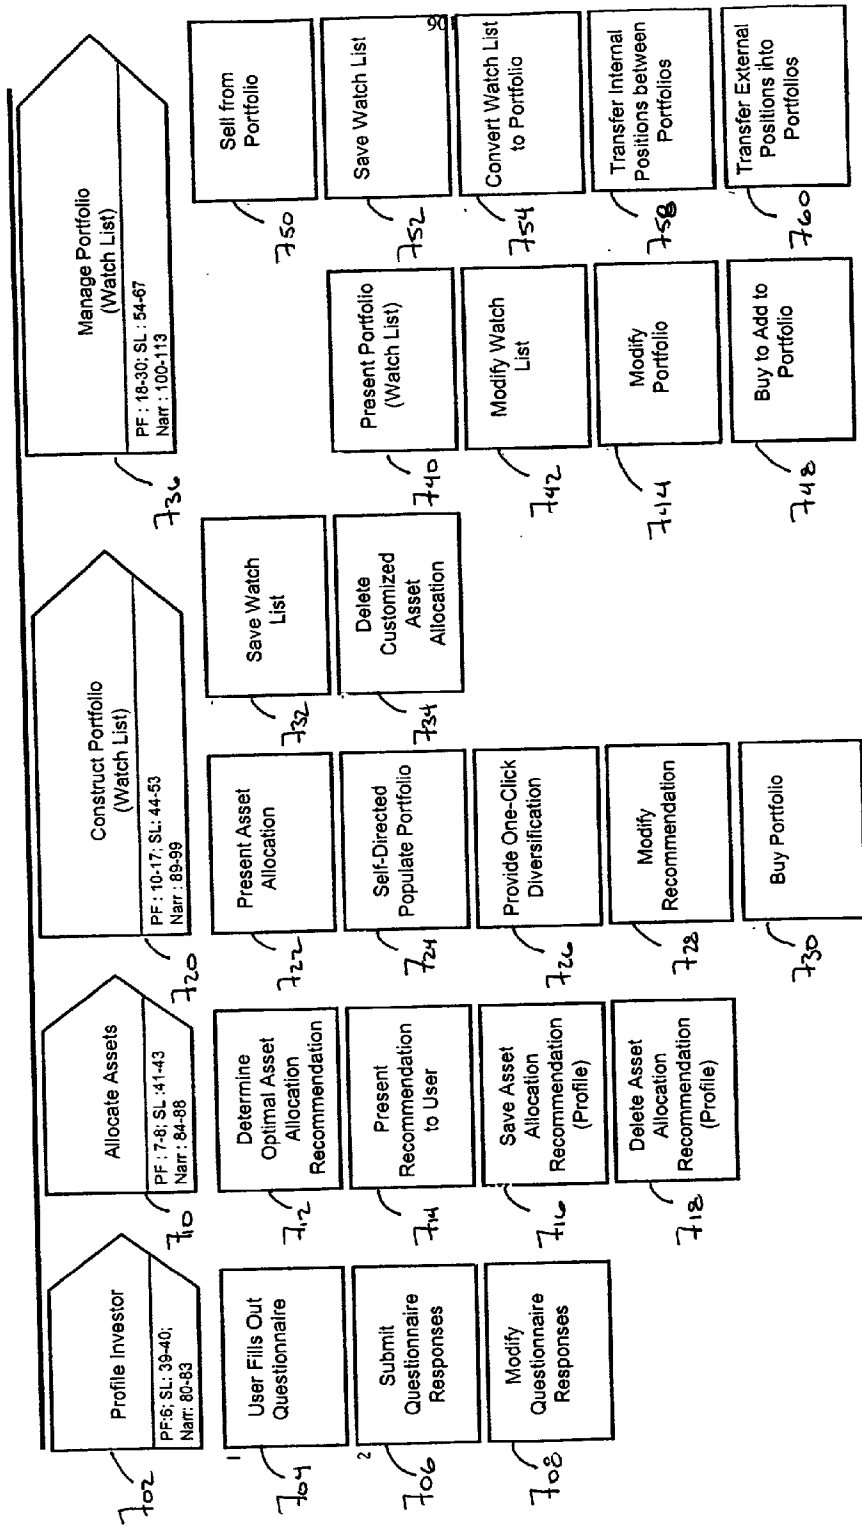 Profile Investor
PF:6; SL: 39-40;
Narr: 80-83
702
1
User Fills Out
Questionnaire
704
2
Submit
Questionnaire
Responses
706
Modify
Questionnaire
Responses
708
Allocate Assets
PF : 7-8; SL :41-43
Narr : 84-88
710
Determine
Optimal Asset
Allocation
Recommendation
712
Present
Recommendation
to User
714
Save Asset
Allocation
Recommendation
(Profile)
716
Delete Asset
Allocation
Recommendation
(Profile)
718
Construct Portfolio
(Watch List)
PF : 10-17; SL: 44-53
Narr : 89-99
720
Present Asset
Allocation
722
Self-Directed
Populate Portfolio
724
Provide One-Click
Diversification
726
Modify
Recommendation
728
Buy Portfolio
730
Save Watch
List
732
Delete
Customized
Asset
Allocation
734
Manage Portfolio
(Watch List)
PF : 18-30; SL : 54-67
Narr : 100-113
736
Present Portfolio
(Watch List)
740
Modify Watch
List
742
Modify
Portfolio
744
Buy to Add to
Portfolio
748
Sell from
Portfolio
750
Save Watch List
752
Convert Watch List
to Portfolio
754
Transfer Internal
Positions between
Portfolios
758
Transfer External
Positions ihto
Portfolios
760